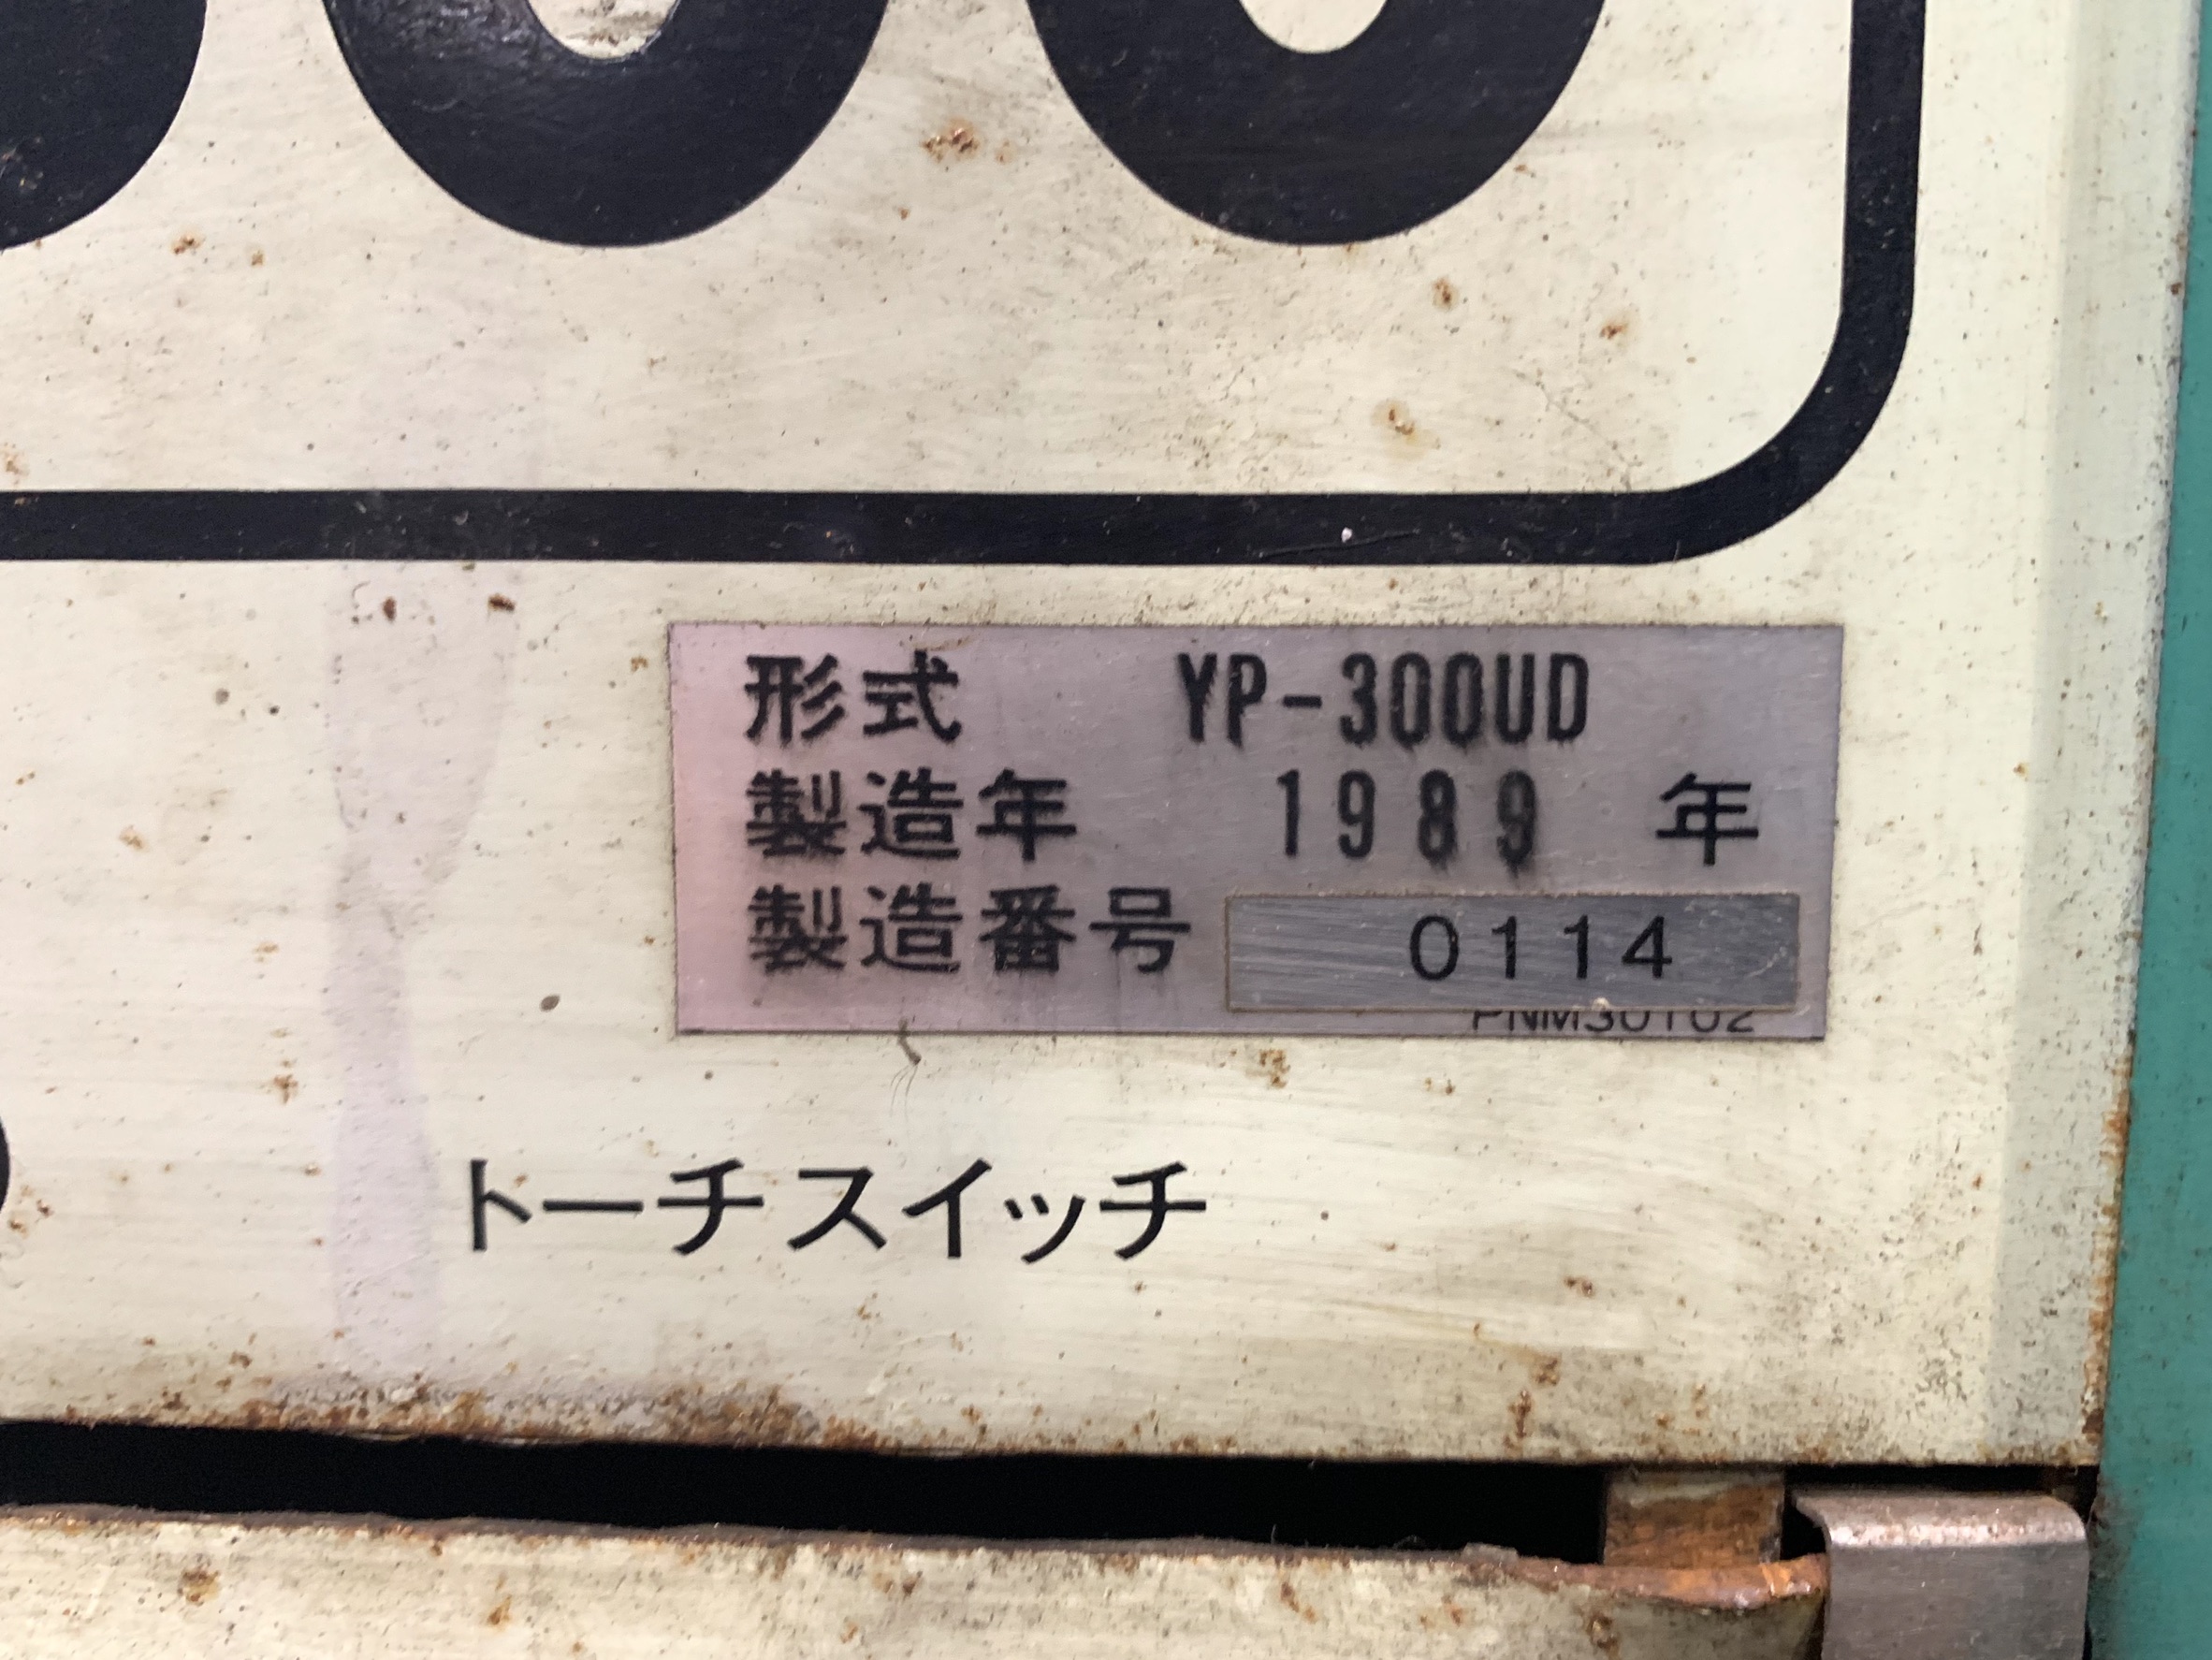 形式 YP-300UD
製造年 1989 年
製造番号 0114
トーチスイッチ